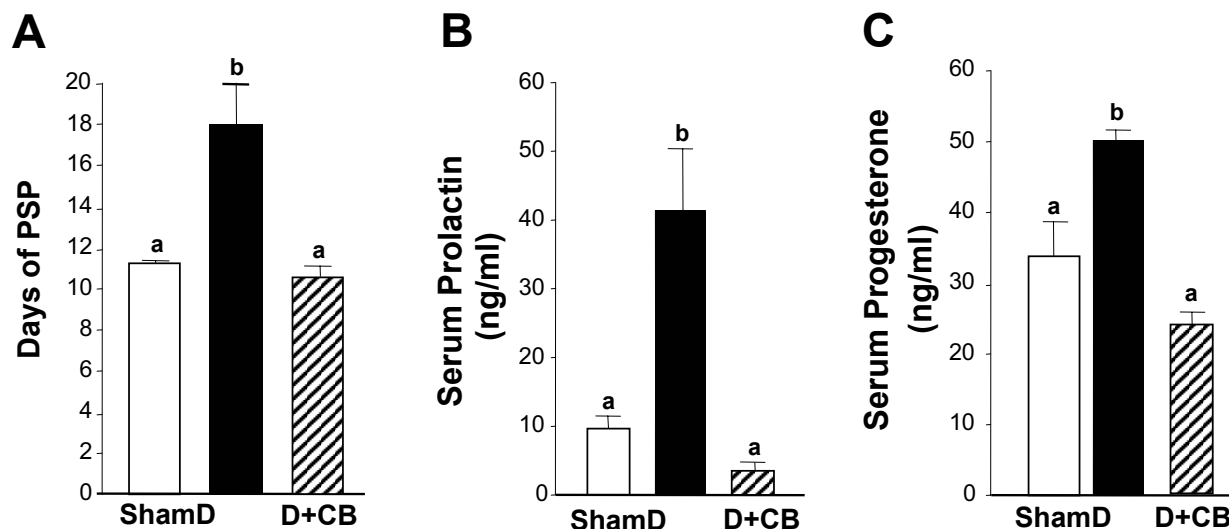 A
B
C
Days of PSP
20
18
16
14
12
10
8
6
4
2
0
a
b
a
ShamD
D+CB
Serum Prolactin
(ng/ml)
60
50
40
30
20
10
0
a
b
a
ShamD
D+CB
Serum Progesterone
(ng/ml)
60
50
40
30
20
10
0
a
b
a
ShamD
D+CB